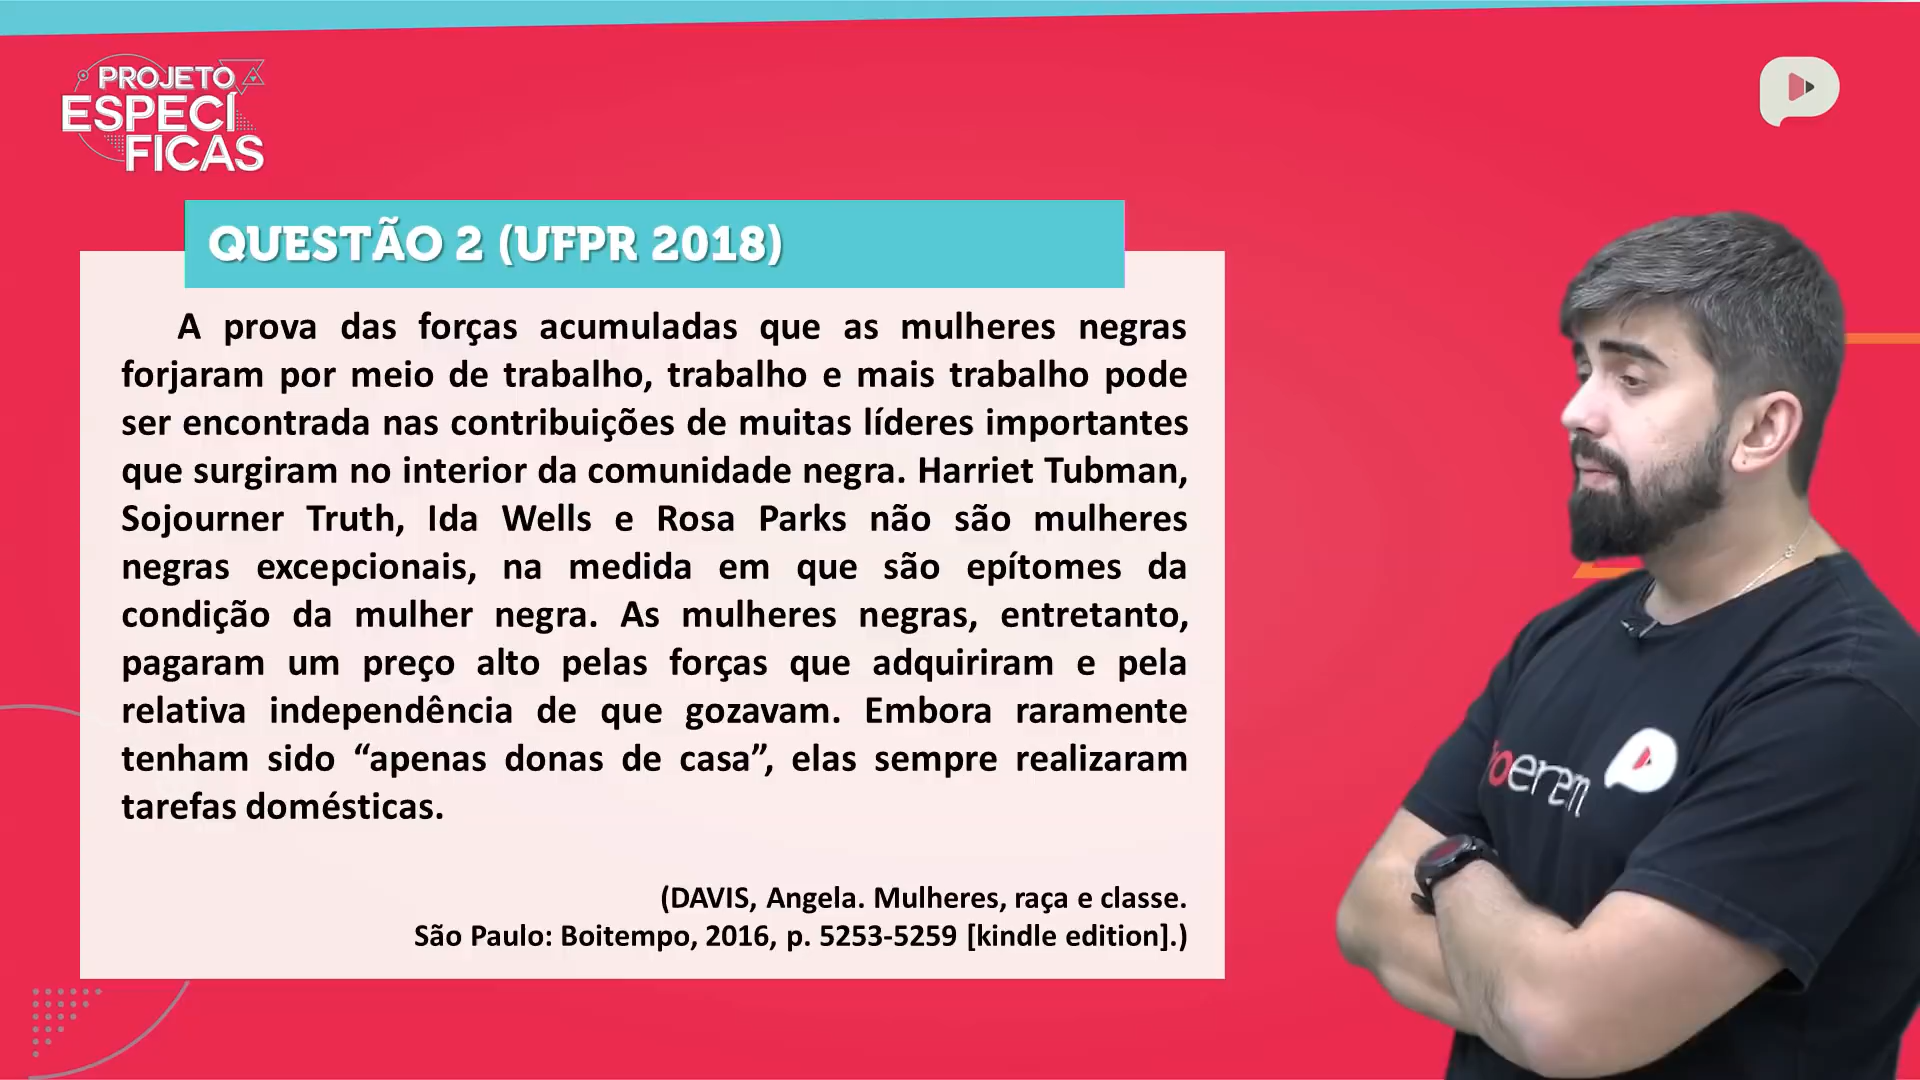 PROJETO
ESPECÍ
FICAS
QUESTÃO 2 (UFPR 2018)
A prova das forças acumuladas que as mulheres negras
forjaram por meio de trabalho, trabalho e mais trabalho pode
ser encontrada nas contribuições de muitas líderes importantes
que surgiram no interior da comunidade negra. Harriet Tubman,
Sojourner Truth, Ida Wells e Rosa Parks não são mulheres
negras excepcionais, na medida em que são epítomes da
condição da mulher negra. As mulheres negras, entretanto,
pagaram um preço alto pelas forças que adquiriram e pela
relativa independência de que gozavam. Embora raramente
tenham sido “apenas donas de casa”, elas sempre realizaram
tarefas domésticas.
(DAVIS, Angela. Mulheres, raça e classe.
São Paulo: Boitempo, 2016, p. 5253-5259 [kindle edition].)
oenem